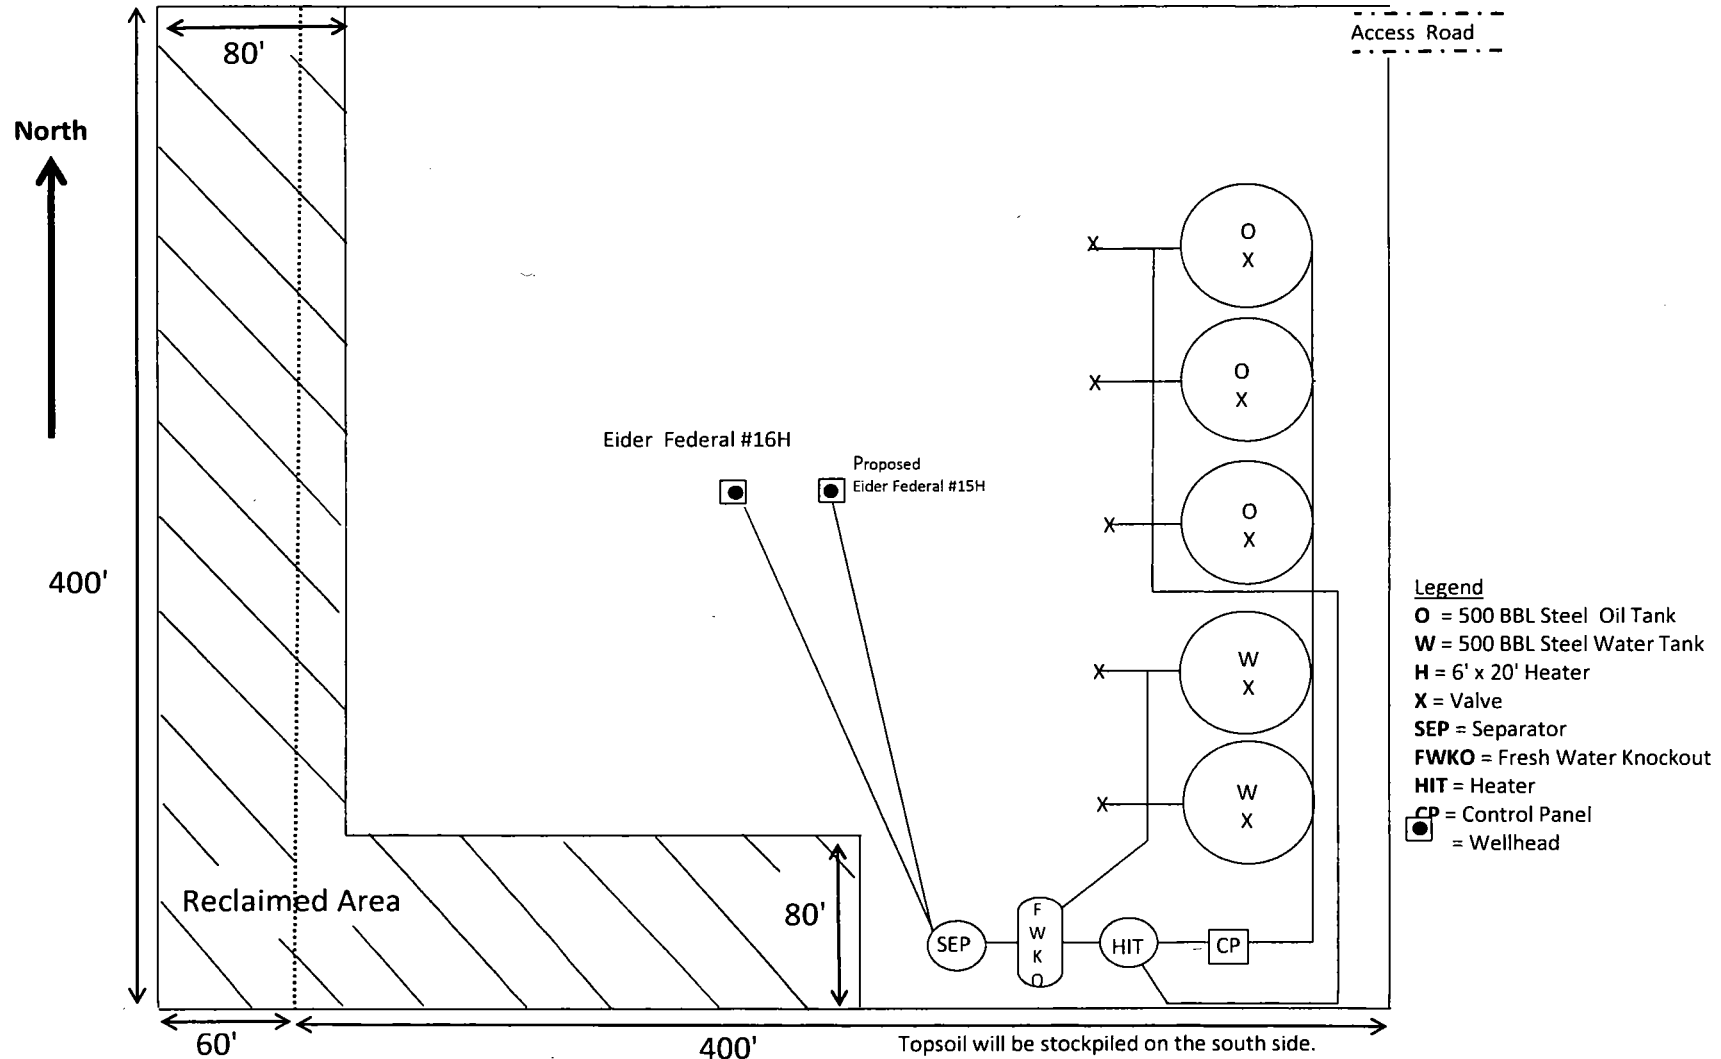 Access Road
80'
North
O
X
X
O
X
X
Eider Federal #16H
Proposed
Eider Federal #15H
O
X
X
400'
Legend
O = 500 BBL Steel Oil Tank
W = 500 BBL Steel Water Tank
H = 6' x 20' Heater
X = Valve
SEP = Separator
FWKO = Fresh Water Knockout
HIT = Heater
CP = Control Panel
= Wellhead
W
X
X
W
X
X
Reclaimed Area
80'
SEP
F
W
K
O
HIT
CP
60'
400'
Topsoil will be stockpiled on the south side.